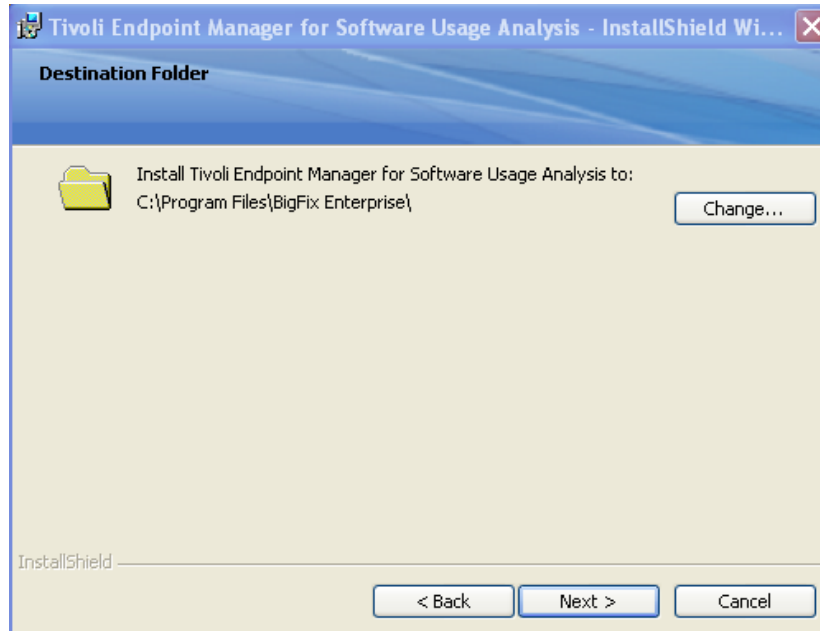 Tivoli Endpoint Manager for Software Usage Analysis - InstallShield Wi...
Destination Folder
Install Tivoli Endpoint Manager for Software Usage Analysis to:
C:\Program Files\BigFix Enterprise\
Change...
InstallShield
< Back
Next >
Cancel